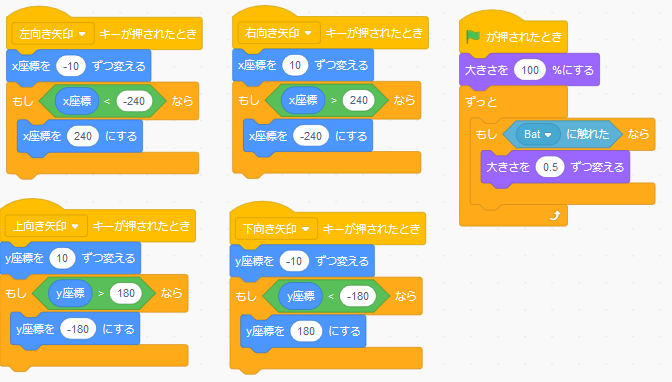 左向き矢印 キーが押されたとき
x座標を -10 ずつ変える
もし x座標 < -240 なら
x座標を 240 にする
右向き矢印 キーが押されたとき
x座標を 10 ずつ変える
もし x座標 > 240 なら
x座標を -240 にする
が押されたとき
大きさを 100 %にする
ずっと
もし Bat に触れた なら
大きさを 0.5 ずつ変える
上向き矢印 キーが押されたとき
y座標を 10 ずつ変える
もし y座標 > 180 なら
y座標を -180 にする
下向き矢印 キーが押されたとき
y座標を -10 ずつ変える
もし y座標 < -180 なら
y座標を 180 にする